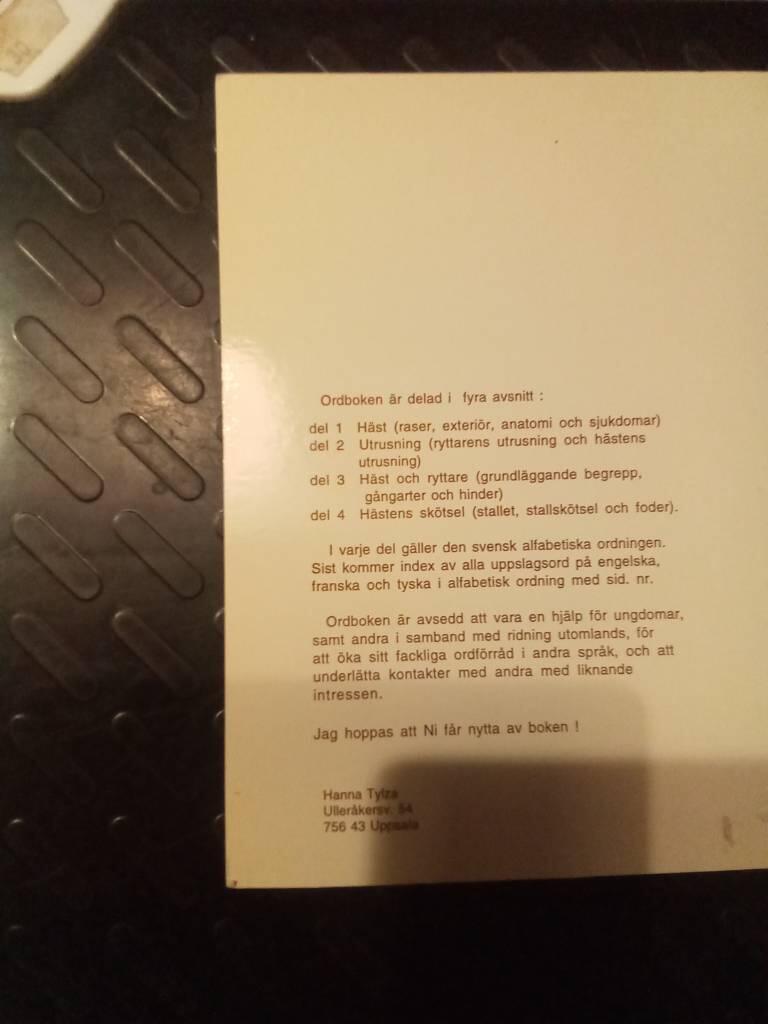 Ordboken är delad i fyra avsnitt :
del 1 Häst (raser, exteriör, anatomi och sjukdomar)
del 2 Utrusning (ryttarens utrusning och hästens
utrusning)
del 3 Häst och ryttare (grundläggande begrepp,
gångarter och hinder)
del 4 Hästens skötsel (stallet, stallskötsel och foder).
I varje del gäller den svensk alfabetiska ordningen.
Sist kommer index av alla uppslagsord på engelska,
franska och tyska i alfabetisk ordning med sid. nr.
Ordboken är avsedd att vara en hjälp för ungdomar,
samt andra i samband med ridning utomlands, för
att öka sitt fackliga ordförråd i andra språk, och att
underlätta kontakter med andra med liknande
intressen.
Jag hoppas att Ni får nytta av boken !
Hanna Tylza
Ulleråkersv. 54
756 43 Uppsala